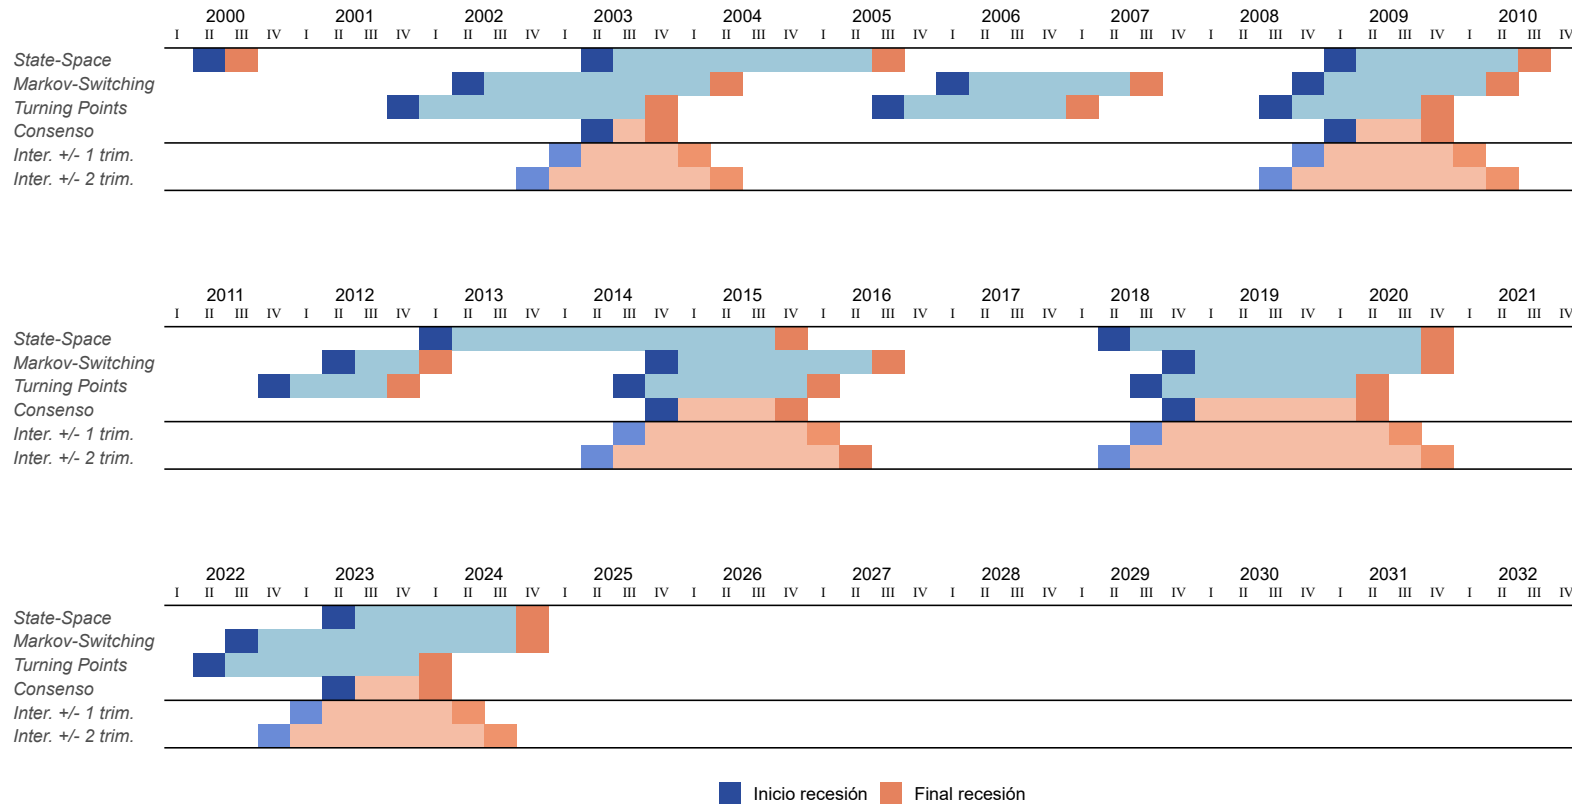 2000 2001 2002 2003 2004 2005 2006 2007 2008 2009 2010
I II III IV I II III IV I II III IV I II III IV I II III IV I II III IV I II III IV I II III IV I II III IV I II III IV I II III IV
State-Space
Markov-Switching
Turning Points
Consenso
Inter. +/- 1 trim.
Inter. +/- 2 trim.
2011 2012 2013 2014 2015 2016 2017 2018 2019 2020 2021
I II III IV I II III IV I II III IV I II III IV I II III IV I II III IV I II III IV I II III IV I II III IV I II III IV I II III IV
State-Space
Markov-Switching
Turning Points
Consenso
Inter. +/- 1 trim.
Inter. +/- 2 trim.
2022 2023 2024 2025 2026 2027 2028 2029 2030 2031 2032
I II III IV I II III IV I II III IV I II III IV I II III IV I II III IV I II III IV I II III IV I II III IV I II III IV I II III IV
State-Space
Markov-Switching
Turning Points
Consenso
Inter. +/- 1 trim.
Inter. +/- 2 trim.
Inicio recesión Final recesión